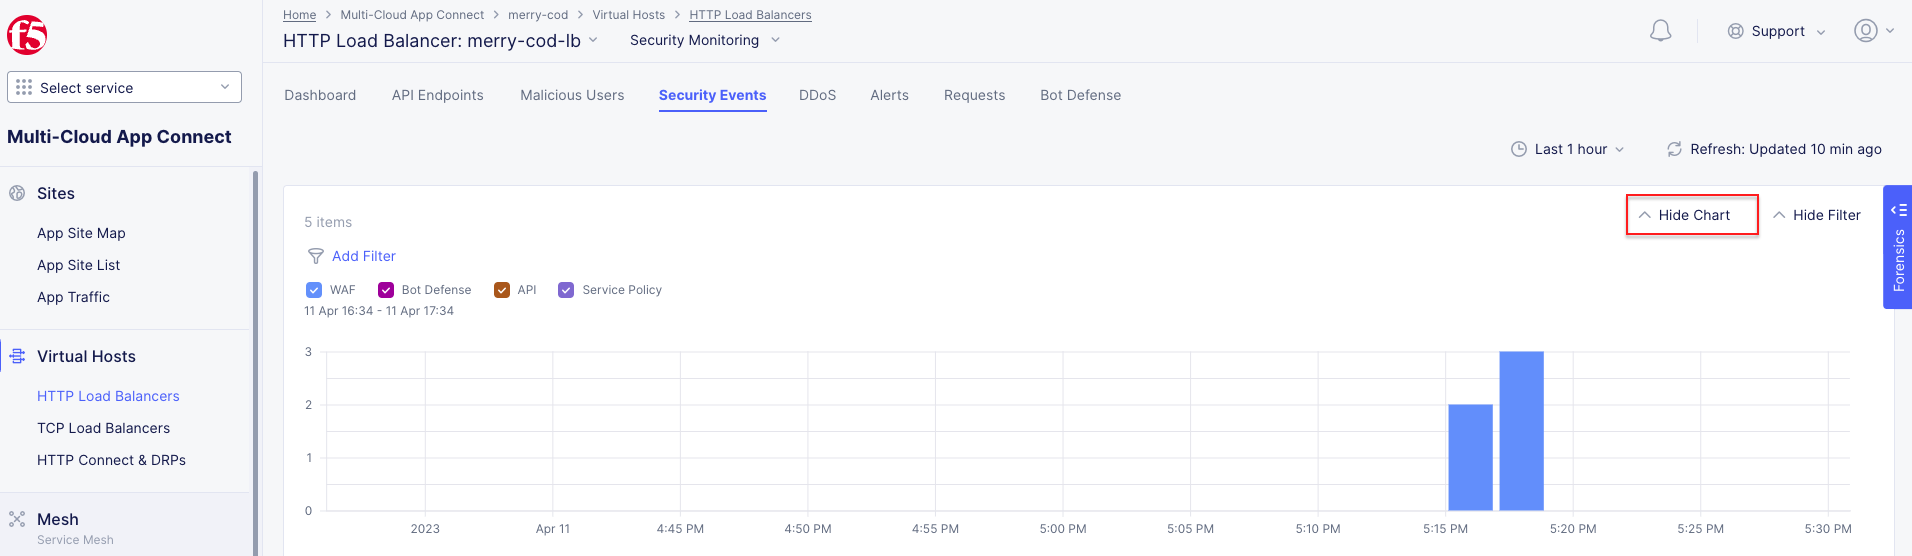 Home > Multi-Cloud App Connect > merry-cod > Virtual Hosts > HTTP Load Balancers
f5
HTTP Load Balancer: merry-cod-lb
Security Monitoring
Support
Select service
Dashboard API Endpoints Malicious Users Security Events DDoS Alerts Requests Bot Defense
Multi-Cloud App Connect
Last 1 hour
Refresh: Updated 10 min ago
Sites
App Site Map
App Site List
App Traffic
Virtual Hosts
HTTP Load Balancers
TCP Load Balancers
HTTP Connect & DRPs
Mesh
Service Mesh
5 items
Hide Chart
Hide Filter
Forensics
Add Filter
WAF Bot Defense API Service Policy
11 Apr 16:34 - 11 Apr 17:34
3
2
1
0
2023 Apr 11 4:45 PM 4:50 PM 4:55 PM 5:00 PM 5:05 PM 5:10 PM 5:15 PM 5:20 PM 5:25 PM 5:30 PM